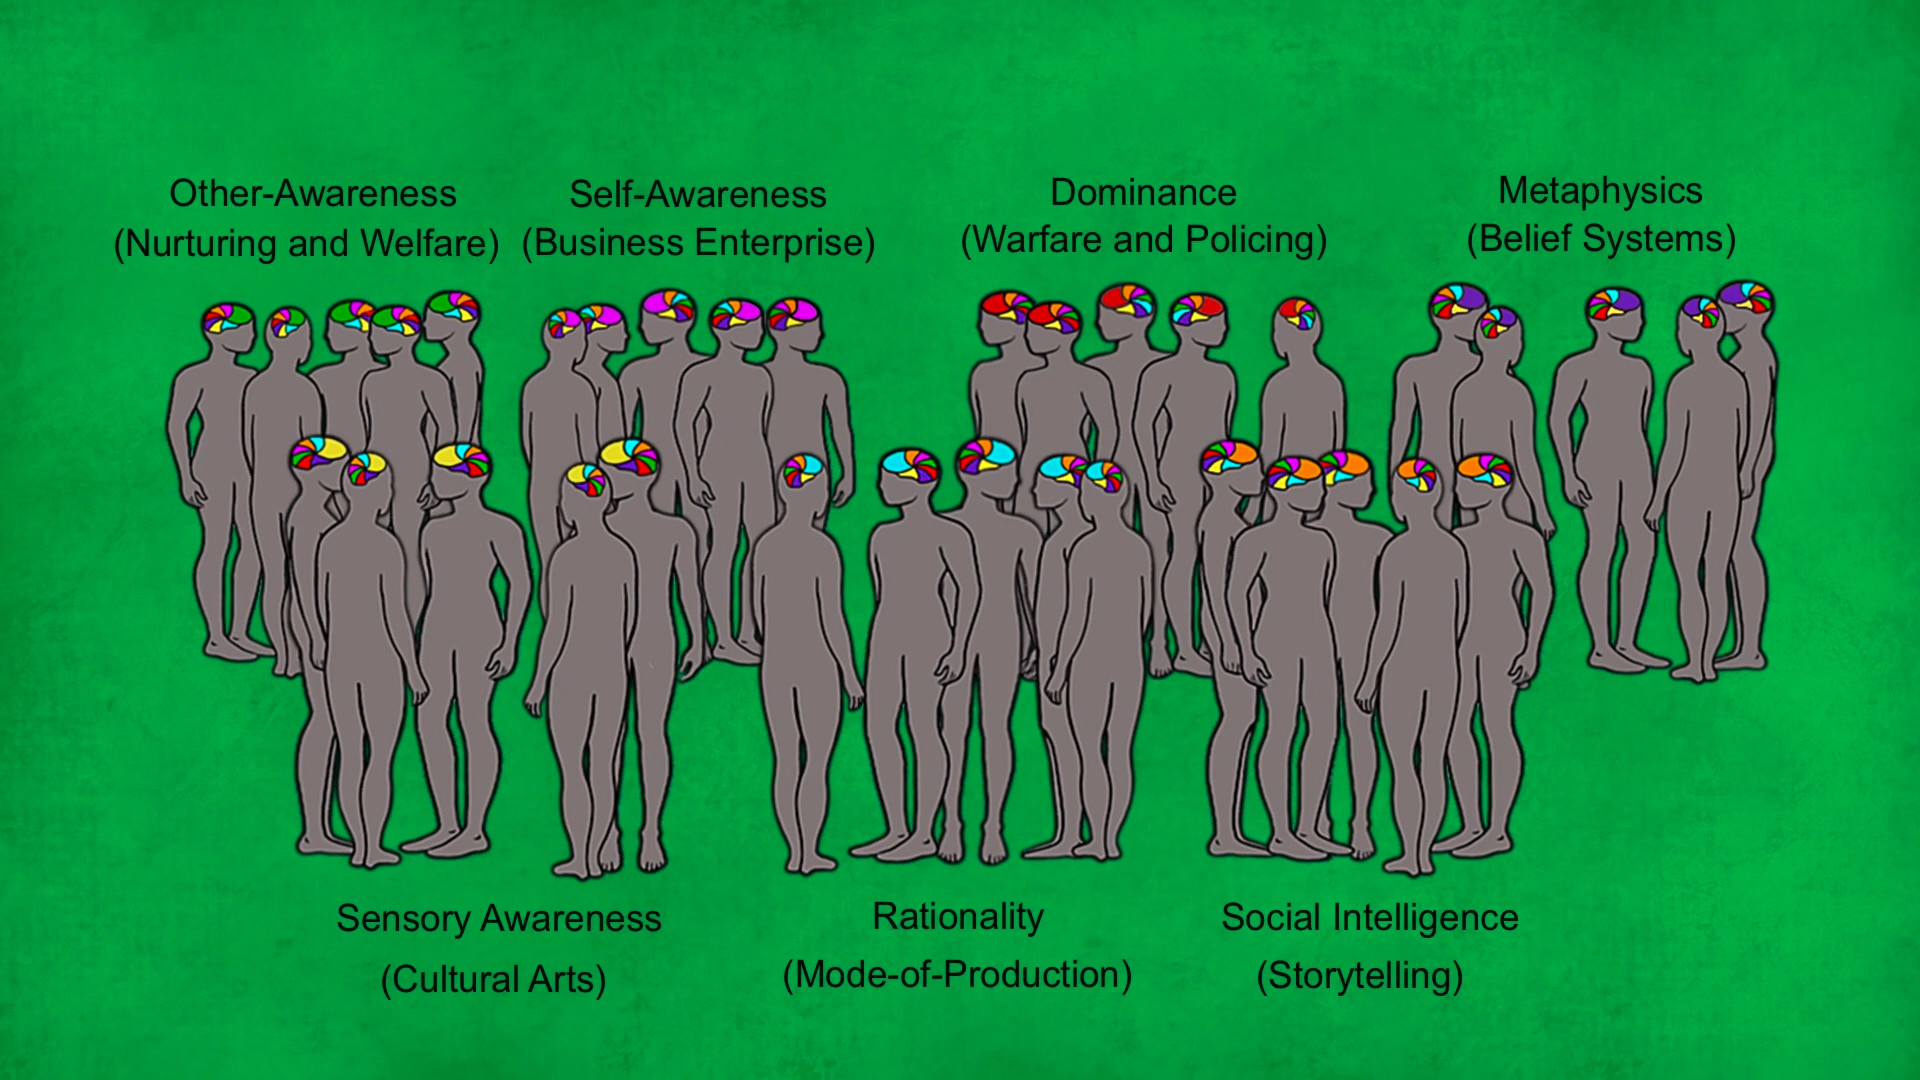 Other-Awareness
(Nurturing and Welfare)
Self-Awareness
(Business Enterprise)
Dominance
(Warfare and Policing)
Metaphysics
(Belief Systems)
Sensory Awareness
(Cultural Arts)
Rationality
(Mode-of-Production)
Social Intelligence
(Storytelling)